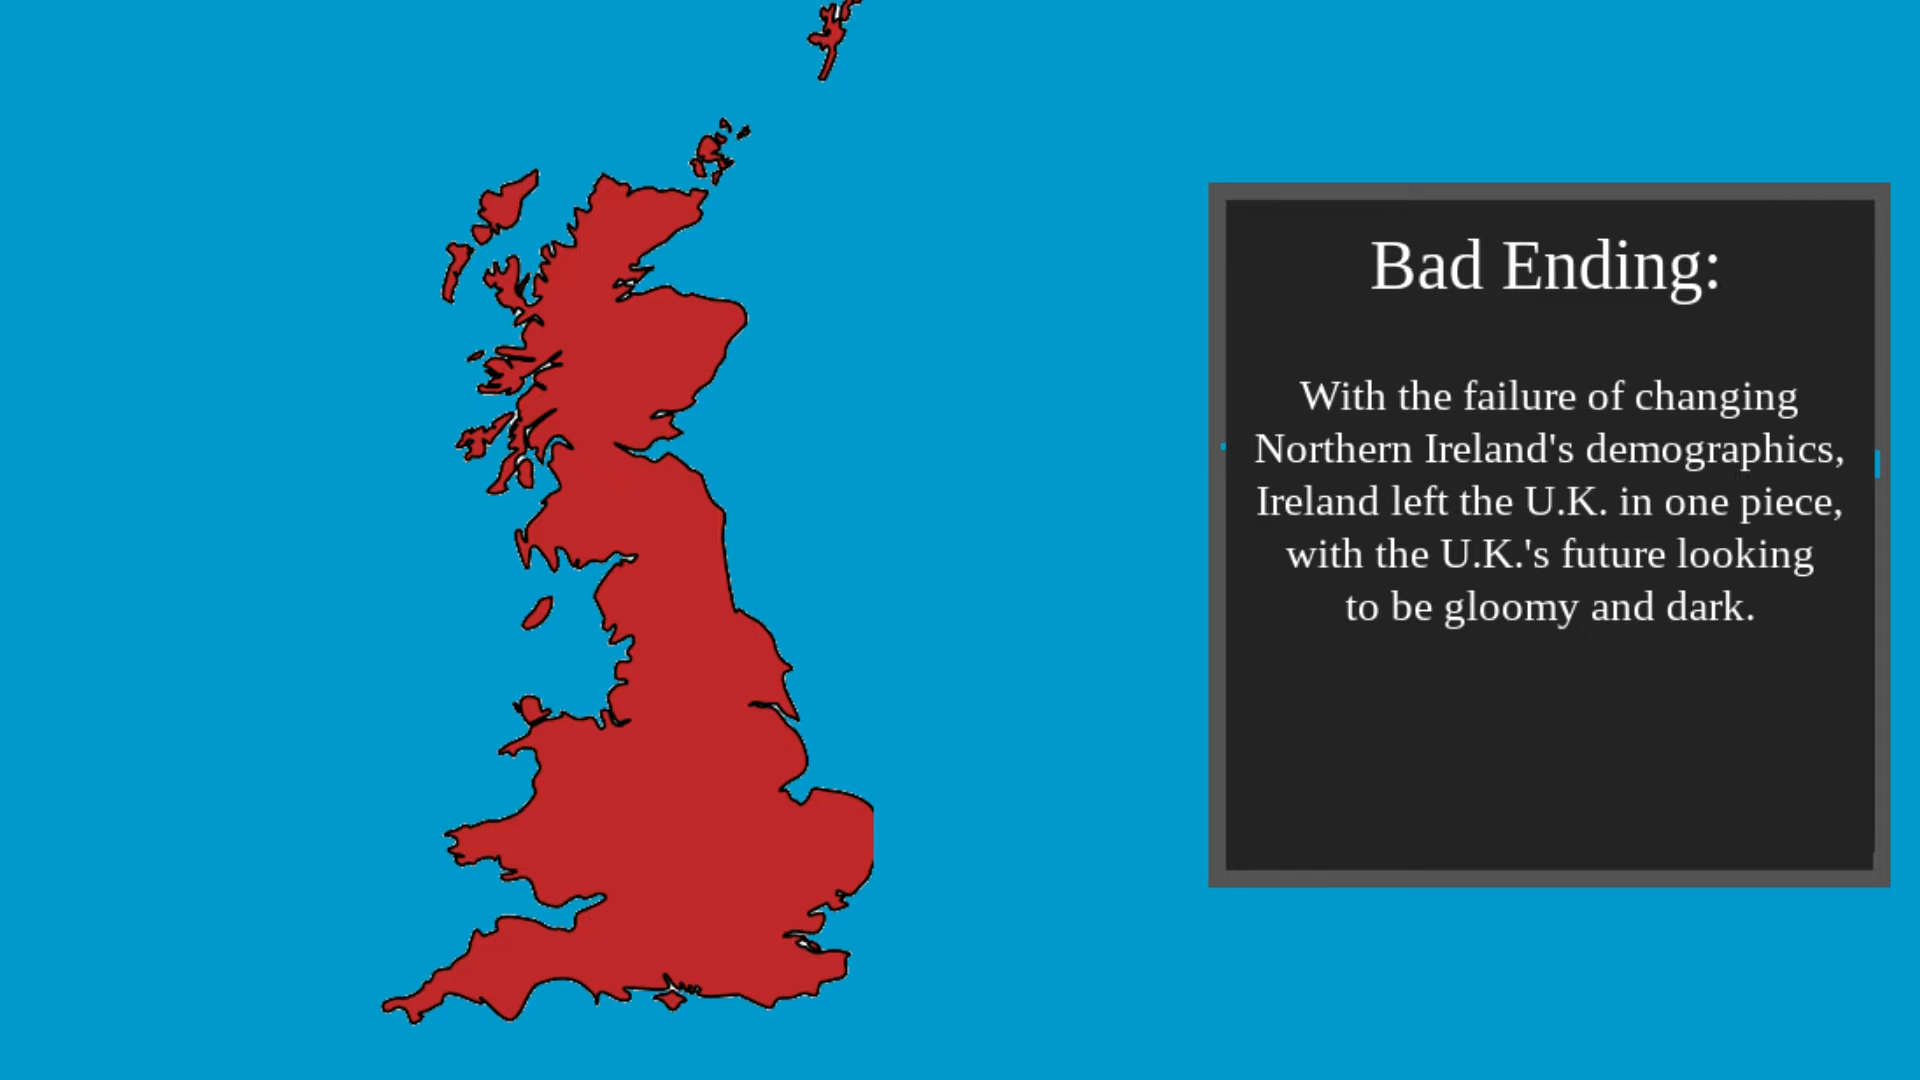 Bad Ending:
With the failure of changing
Northern Ireland's demographics,
Ireland left the U.K. in one piece,
with the U.K.'s future looking
to be gloomy and dark.